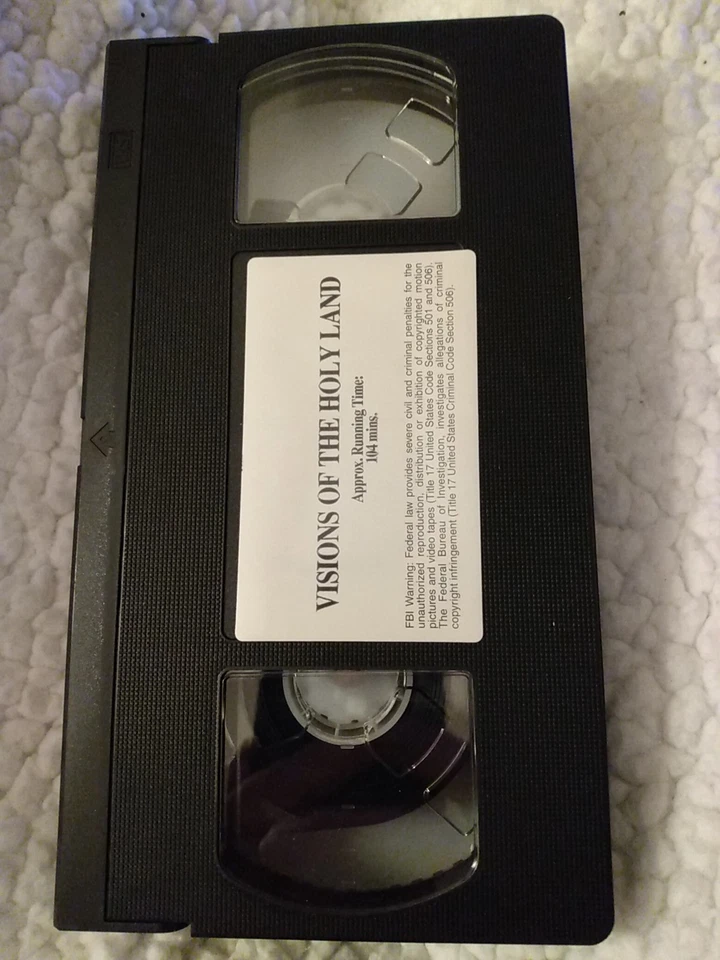 VISIONS OF THE HOLY LAND
Approx. Running Time:
104 mins.
FBI Warning: Federal law provides severe civil and criminal penalties for the
unauthorized reproduction, distribution or exhibition of copyrighted motion
pictures and video tapes (Title 17 United States Code Sections 501 and 506).
The Federal Bureau of Investigation, investigates allegations of criminal
copyright infringement (Title 17 United States Criminal Code Section 506).